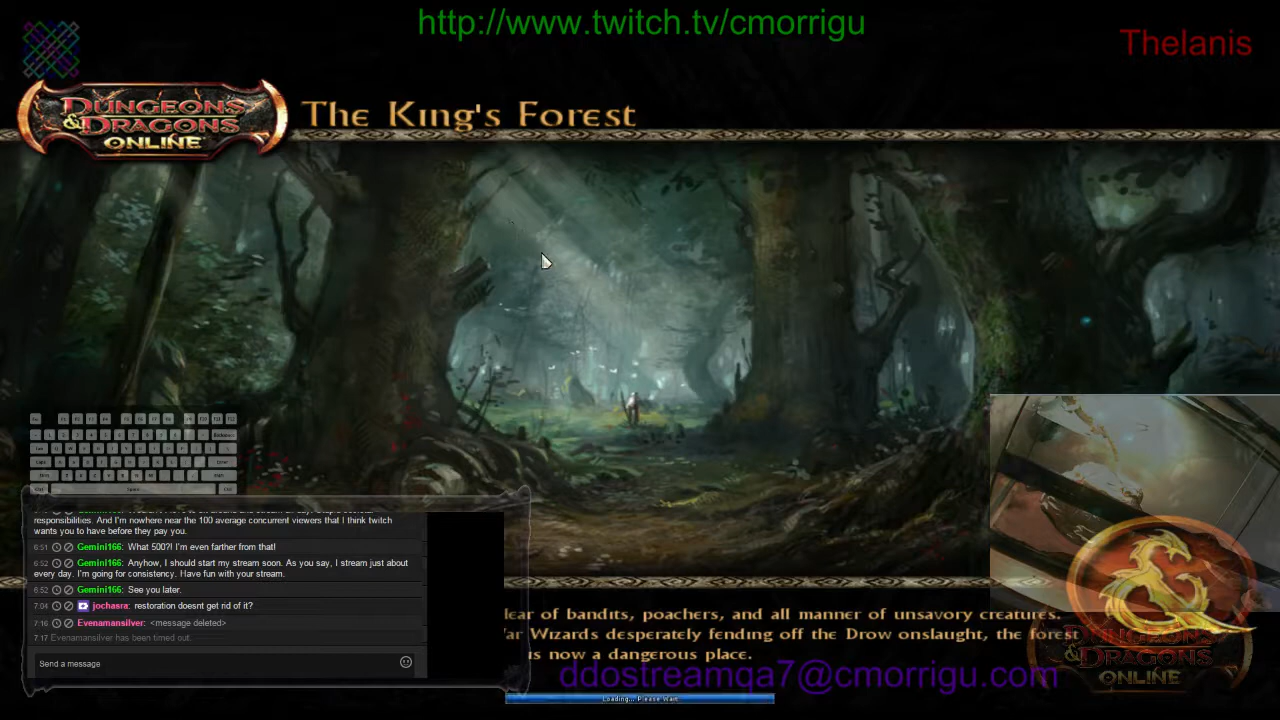 http://www.twitch.tv/cmorrigu
Thelanis
DUNGEONS
& DRAGONS
ONLINE
The King's Forest
responsibilities. And I'm nowhere near the 100 average concurrent viewers that I think twitch
wants you to have before they pay you.
6:51 Gemini166: What 500?! I'm even farther from that!
6:52 Gemini166: Anyhow, I should start my stream soon. As you say, I stream just about
every day. I'm going for consistency. Have fun with your stream.
6:52 Gemini166: See you later.
7:04 jochasra: restoration doesnt get rid of it?
7:16 Evenamansilver: <message deleted>
7:17 Evenamansilver has been timed out.
Send a message
lear of bandits, poachers, and all manner of unsavory creatures.
ar Wizards desperately fending off the Drow onslaught, the forest
is now a dangerous place.
ddostreamqa7@cmorrigu.com
Loading... Please Wait
DUNGEONS
& DRAGONS
ONLINE